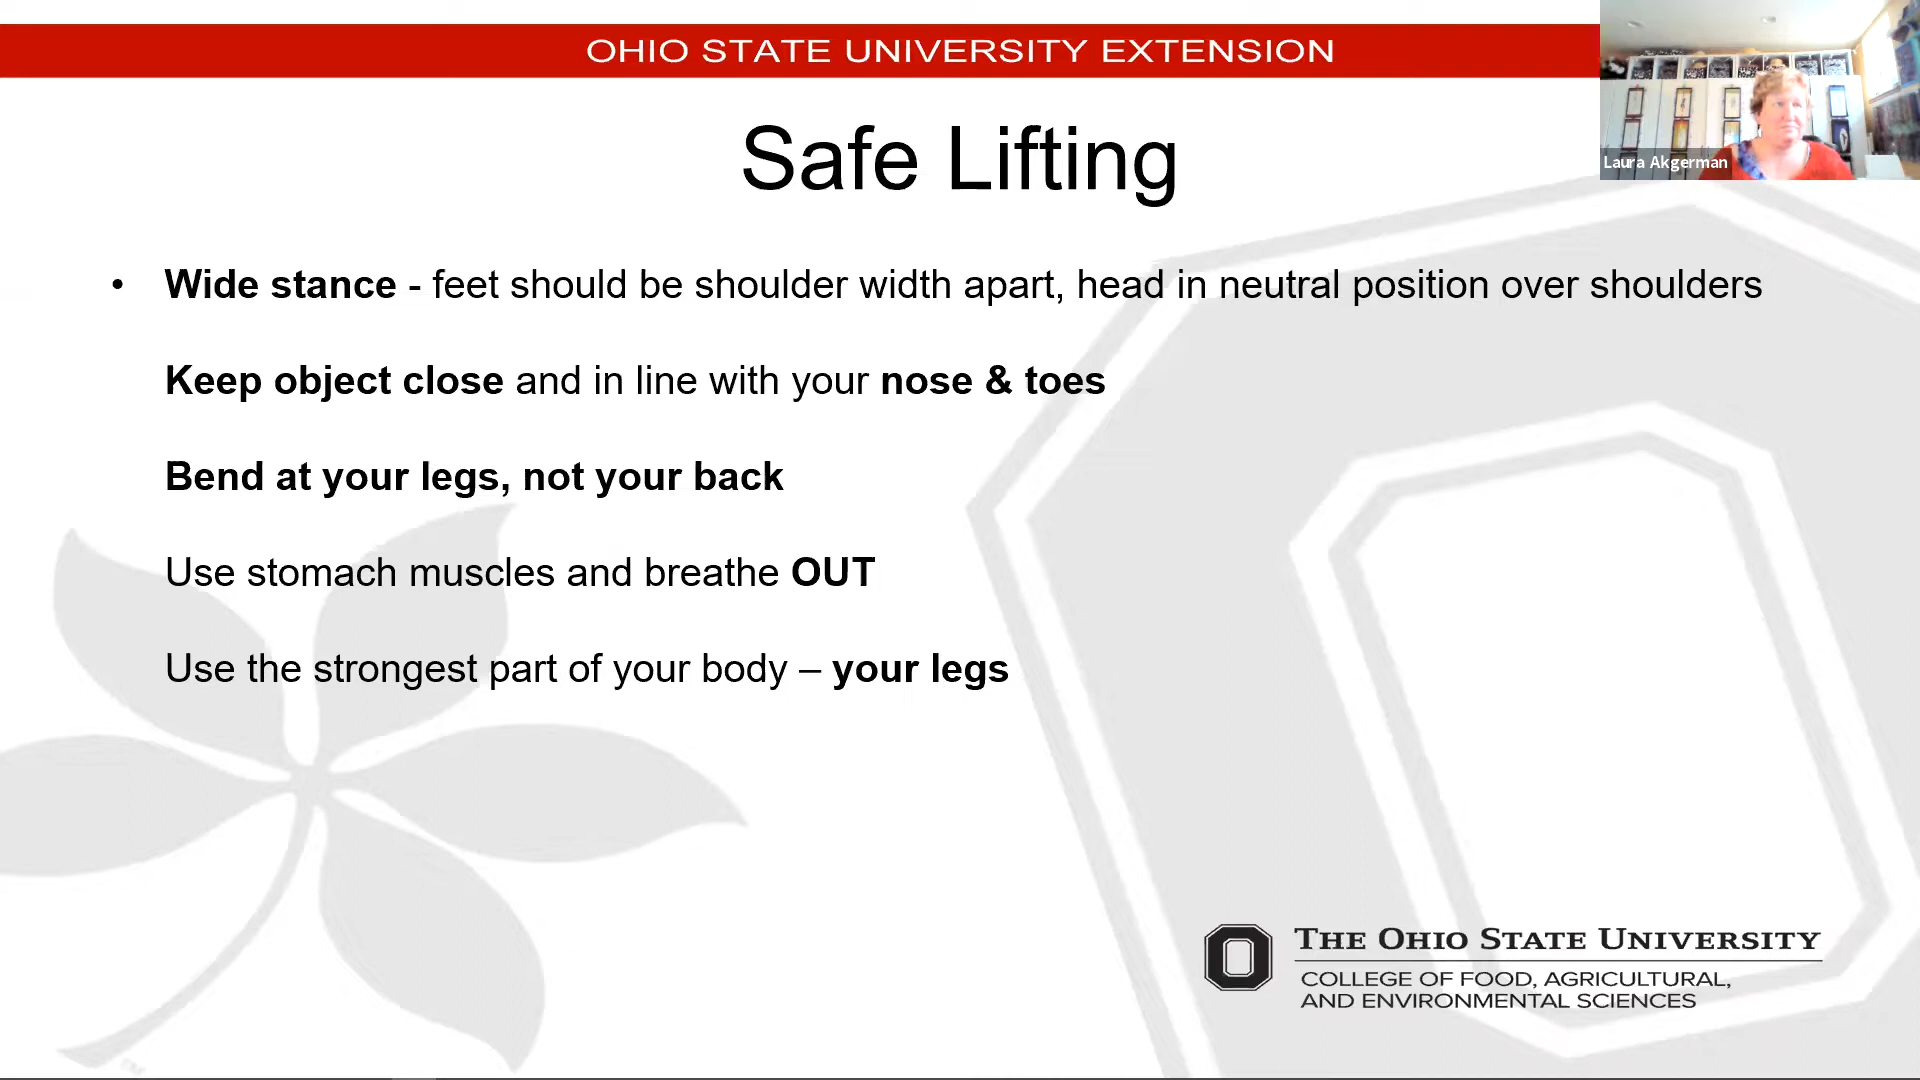 OHIO STATE UNIVERSITY EXTENSION
Laura Akgerman
Safe Lifting
• Wide stance - feet should be shoulder width apart, head in neutral position over shoulders
Keep object close and in line with your nose & toes
Bend at your legs, not your back
Use stomach muscles and breathe OUT
Use the strongest part of your body – your legs
THE OHIO STATE UNIVERSITY
COLLEGE OF FOOD, AGRICULTURAL,
AND ENVIRONMENTAL SCIENCES
TM